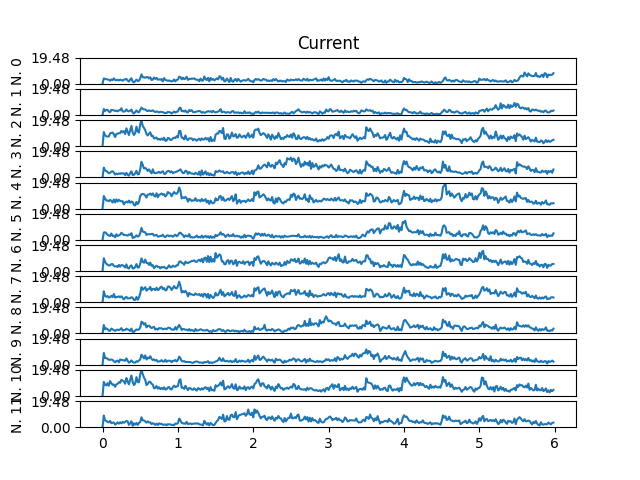 Current
19.48
0.00
N. 0
19.48
0.00
N. 1
19.48
0.00
N. 2
19.48
0.00
N. 3
19.48
0.00
N. 4
19.48
0.00
N. 5
19.48
0.00
N. 6
19.48
0.00
N. 7
19.48
0.00
N. 8
19.48
0.00
N. 9
19.48
0.00
N. 10
19.48
0.00
N. 11
0 1 2 3 4 5 6